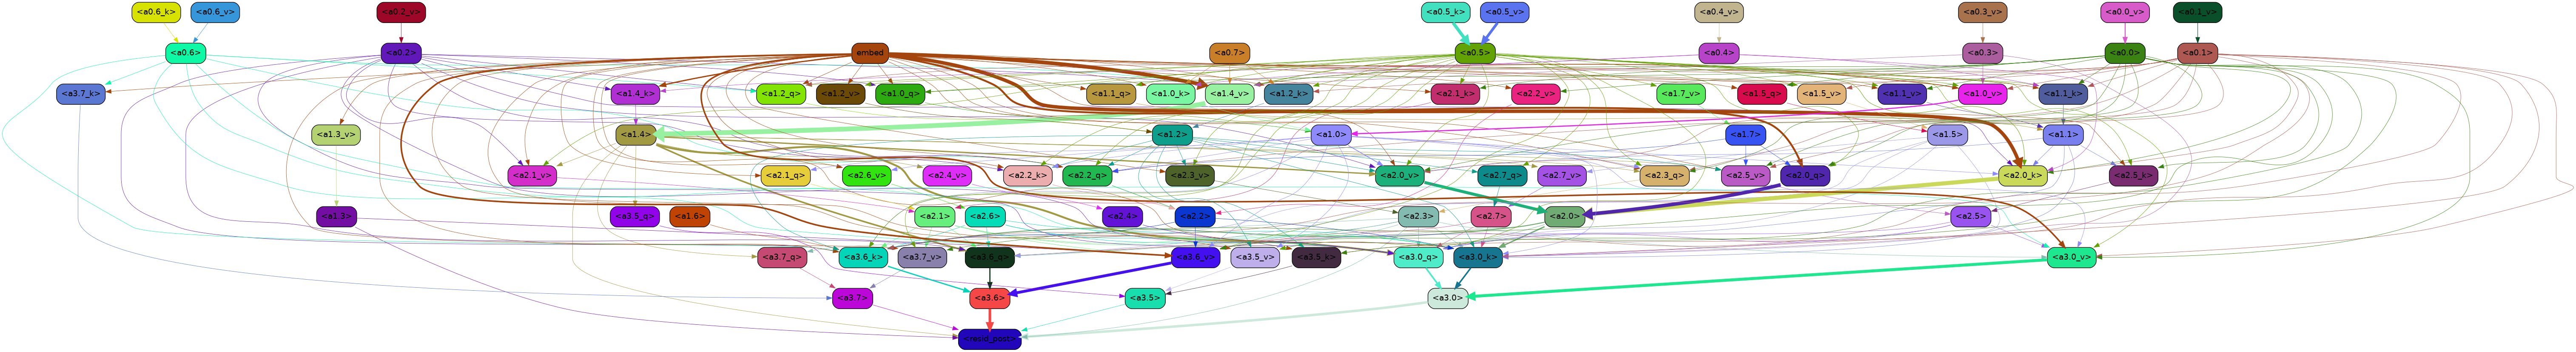 <a0.6_k> <a0.6_v> <a0.2_v> <a0.5_k> <a0.5_v> <a0.4_v> <a0.3_v> <a0.0_v> <a0.1_v>
<a0.6> <a0.2> embed <a0.7> <a0.5> <a0.4> <a0.3> <a0.0> <a0.1>
<a3.7_k> <a1.4_k> <a1.2_q> <a1.2_v> <a1.0_q> <a1.1_q> <a1.0_k> <a1.4_v> <a1.2_k> <a2.1_k> <a2.2_v> <a1.7_v> <a1.5_q> <a1.5_v> <a1.1_v> <a1.0_v> <a1.1_k>
<a1.3_v> <a1.4> <a1.2> <a1.0> <a1.7> <a1.5> <a1.1>
<a2.1_v> <a2.1_q> <a2.6_v> <a2.4_v> <a2.2_k> <a2.2_q> <a2.3_v> <a2.0_v> <a2.7_q> <a2.7_v> <a2.3_q> <a2.5_v> <a2.0_q> <a2.0_k> <a2.5_k>
<a1.3> <a3.5_q> <a1.6> <a2.1> <a2.6> <a2.4> <a2.2> <a2.3> <a2.7> <a2.0> <a2.5>
<a3.7_q> <a3.6_k> <a3.7_v> <a3.6_q> <a3.6_v> <a3.5_v> <a3.5_k> <a3.0_q> <a3.0_k> <a3.0_v>
<a3.7> <a3.6> <a3.5> <a3.0>
<resid_post>